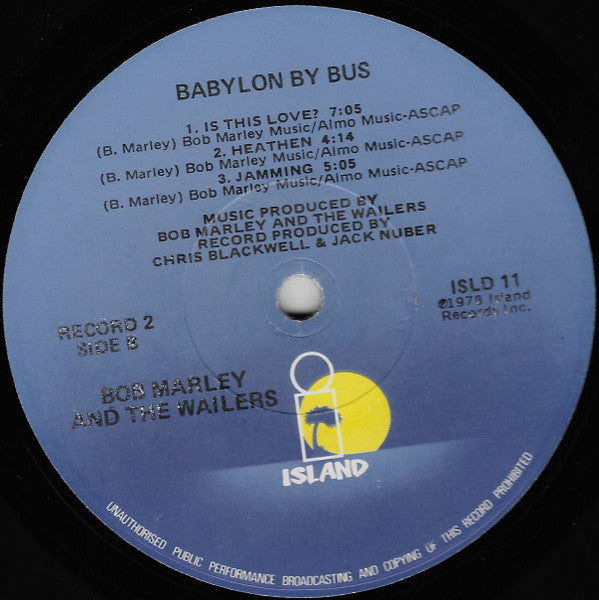 BABYLON BY BUS
1. IS THIS LOVE? 7:05
(B. Marley) Bob Marley Music/Almo Music-ASCAP
2. HEATHEN 4:14
(B. Marley) Bob Marley Music/Almo Music-ASCAP
3. JAMMING 5:05
(B. Marley) Bob Marley Music/Almo Music-ASCAP
MUSIC PRODUCED BY
BOB MARLEY AND THE WAILERS
RECORD PRODUCED BY
CHRIS BLACKWELL & JACK NUBER
RECORD 2
SIDE B
ISLD 11
℗1978 Island
Records Inc.
BOB MARLEY
AND THE WAILERS
ISLAND
UNAUTHORISED PUBLIC PERFORMANCE BROADCASTING AND COPYING OF THIS RECORD PROHIBITED